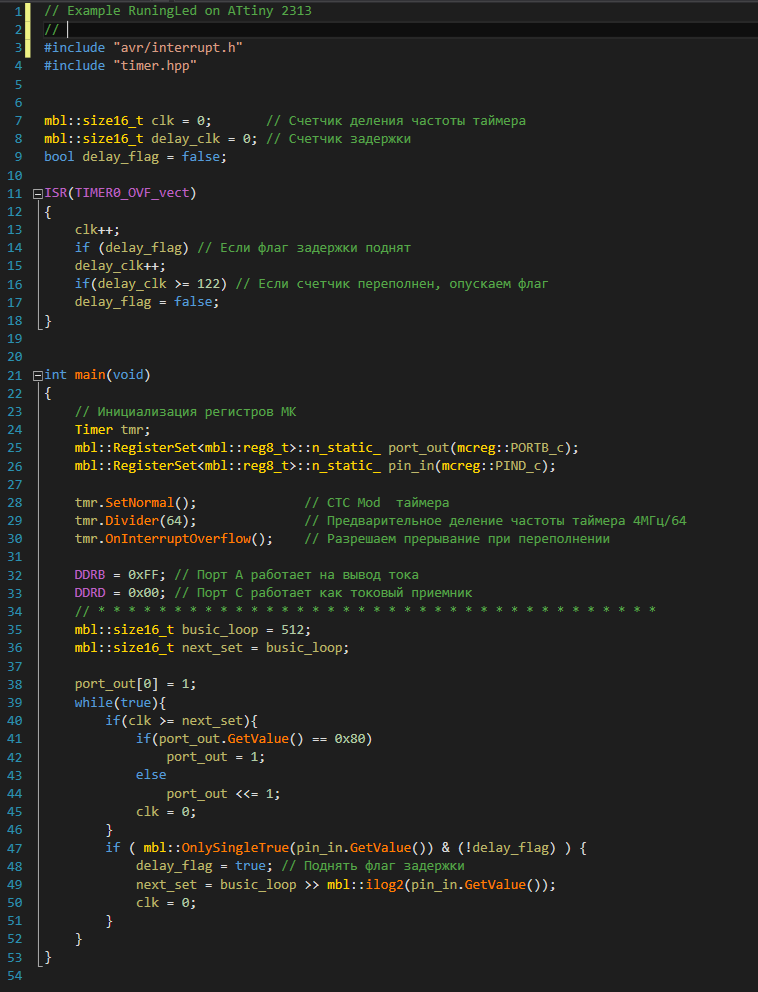 1 // Example RuningLed on ATtiny 2313
2 //
3 #include "avr/interrupt.h"
4 #include "timer.hpp"
5
6
7 mbl::size16_t clk = 0;       // Счетчик деления частоты таймера
8 mbl::size16_t delay_clk = 0; // Счетчик задержки
9 bool delay_flag = false;
10
11 ISR(TIMER0_OVF_vect)
12 {
13     clk++;
14     if (delay_flag) // Если флаг задержки поднят
15     delay_clk++;
16     if(delay_clk >= 122) // Если счетчик переполнен, опускаем флаг
17     delay_flag = false;
18 }
19
20
21 int main(void)
22 {
23     // Инициализация регистров МК
24     Timer tmr;
25     mbl::RegisterSet<mbl::reg8_t>::n_static_ port_out(mcreg::PORTB_c);
26     mbl::RegisterSet<mbl::reg8_t>::n_static_ pin_in(mcreg::PIND_c);
27
28     tmr.SetNormal();              // CTC Mod  таймера
29     tmr.Divider(64);              // Предварительное деление частоты таймера 4МГц/64
30     tmr.OnInterruptOverflow();    // Разрешаем прерывание при переполнении
31
32     DDRB = 0xFF; // Порт A работает на вывод тока
33     DDRD = 0x00; // Порт C работает как токовый приемник
34     // * * * * * * * * * * * * * * * * * * * * * * * * * * * * * * * * * * * * *
35     mbl::size16_t busic_loop = 512;
36     mbl::size16_t next_set = busic_loop;
37
38     port_out[0] = 1;
39     while(true){
40         if(clk >= next_set){
41             if(port_out.GetValue() == 0x80)
42                 port_out = 1;
43             else
44                 port_out <<= 1;
45             clk = 0;
46         }
47         if ( mbl::OnlySingleTrue(pin_in.GetValue()) & (!delay_flag) ) {
48             delay_flag = true; // Поднять флаг задержки
49             next_set = busic_loop >> mbl::ilog2(pin_in.GetValue());
50             clk = 0;
51         }
52     }
53 }
54